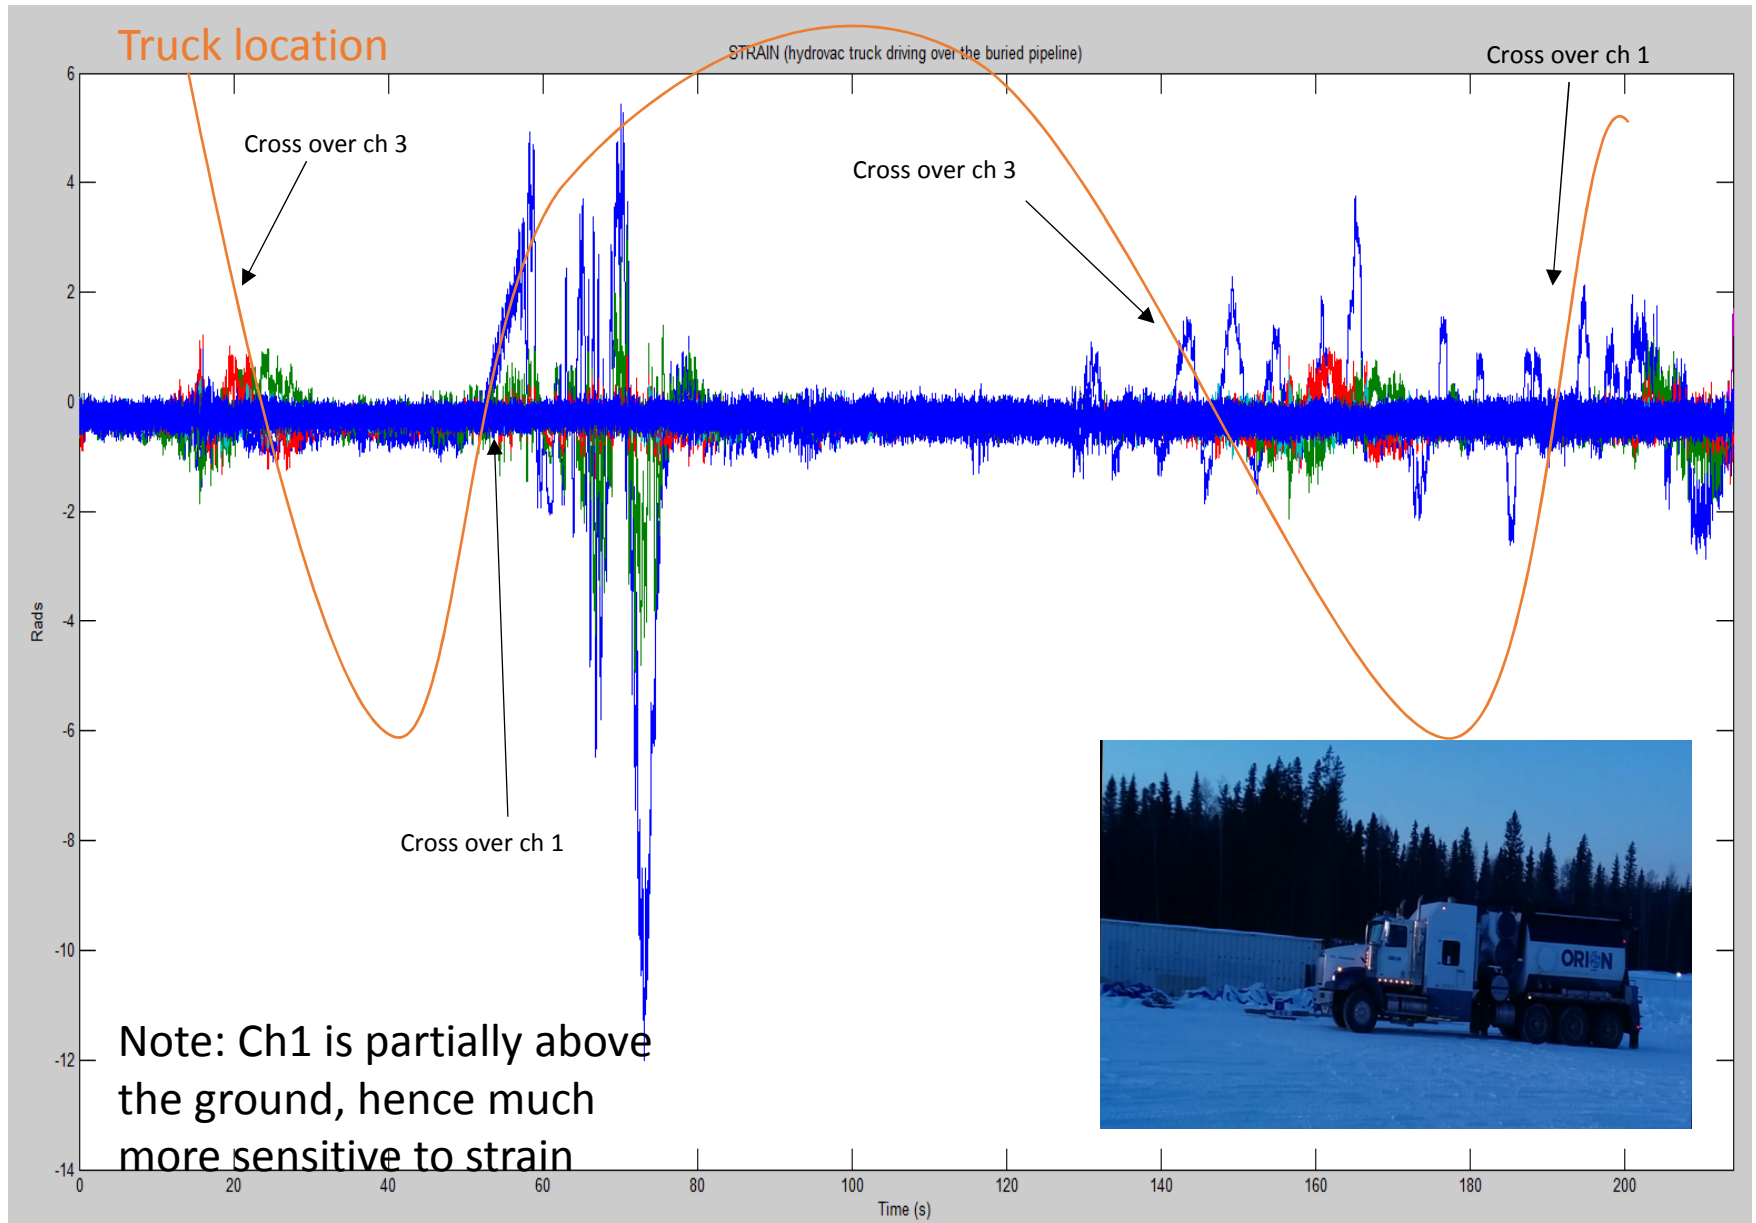 Truck location
STRAIN (hydrovac truck driving over the buried pipeline)
Cross over ch 1
Cross over ch 3
Cross over ch 3
6
4
2
0
-2
-4
-6
-8
-10
-12
-14
Rads
Cross over ch 1
ORION
Note: Ch1 is partially above
the ground, hence much
more sensitive to strain
0
20
40
60
80
100
120
140
160
180
200
Time (s)